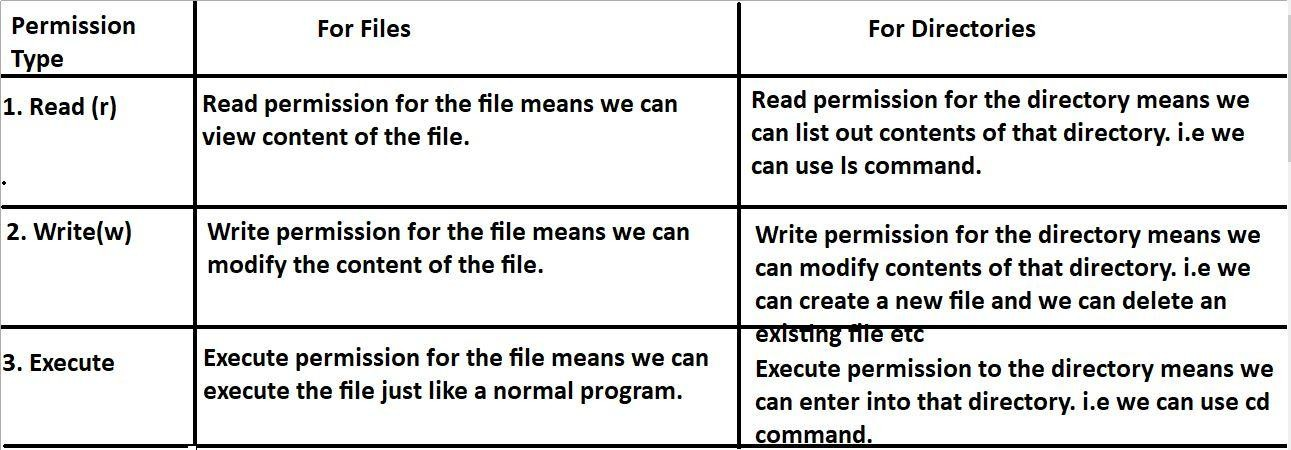 Permission
Type
For Files
For Directories
1. Read (r)
Read permission for the file means we can
view content of the file.
Read permission for the directory means we
can list out contents of that directory. i.e we
can use ls command.
2. Write(w)
Write permission for the file means we can
modify the content of the file.
Write permission for the directory means we
can modify contents of that directory. i.e we
can create a new file and we can delete an
existing file etc
3. Execute
Execute permission for the file means we can
execute the file just like a normal program.
Execute permission to the directory means we
can enter into that directory. i.e we can use cd
command.